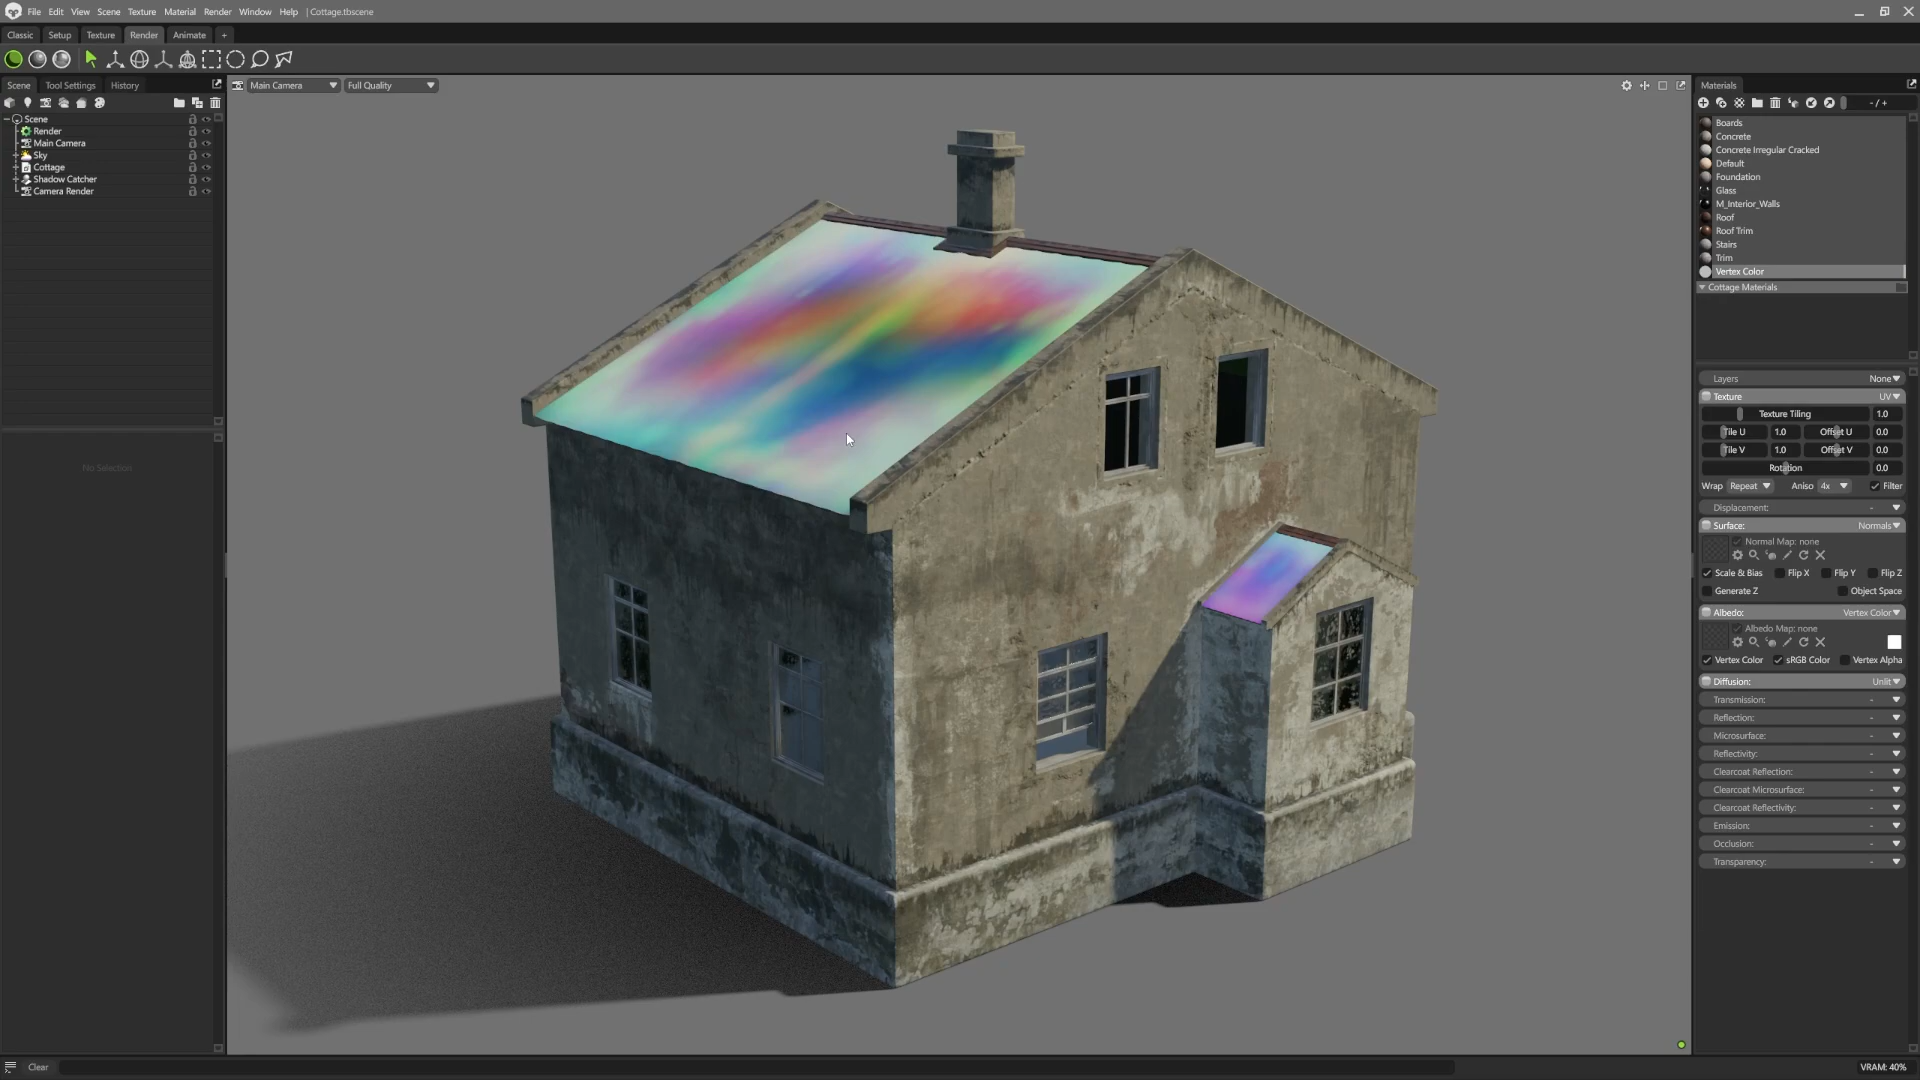 File Edit View Scene Texture Material Render Window Help | Cottage.tbscene
Classic Setup Texture Render Animate +
Scene Tool Settings History
Main Camera Full Quality
Scene
Render
Main Camera
Sky
Cottage
Shadow Catcher
Camera Render
No Selection
Materials
- / +
Boards
Concrete
Concrete Irregular Cracked
Default
Foundation
Glass
M_Interior_Walls
Roof
Roof Trim
Stairs
Trim
Vertex Color
Cottage Materials
Layers None
Texture UV
Texture Tiling 1.0
Tile U 1.0 Offset U 0.0
Tile V 1.0 Offset V 0.0
Rotation 0.0
Wrap Repeat Aniso 4x Filter
Displacement: -
Surface: Normals
Normal Map: none
Scale & Bias Flip X Flip Y Flip Z
Generate Z Object Space
Albedo: Vertex Color
Albedo Map: none
Vertex Color sRGB Color Vertex Alpha
Diffusion: Unlit
Transmission: -
Reflection: -
Microsurface: -
Reflectivity: -
Clearcoat Reflection: -
Clearcoat Microsurface: -
Clearcoat Reflectivity: -
Emission: -
Occlusion: -
Transparency: -
Clear
VRAM: 40%